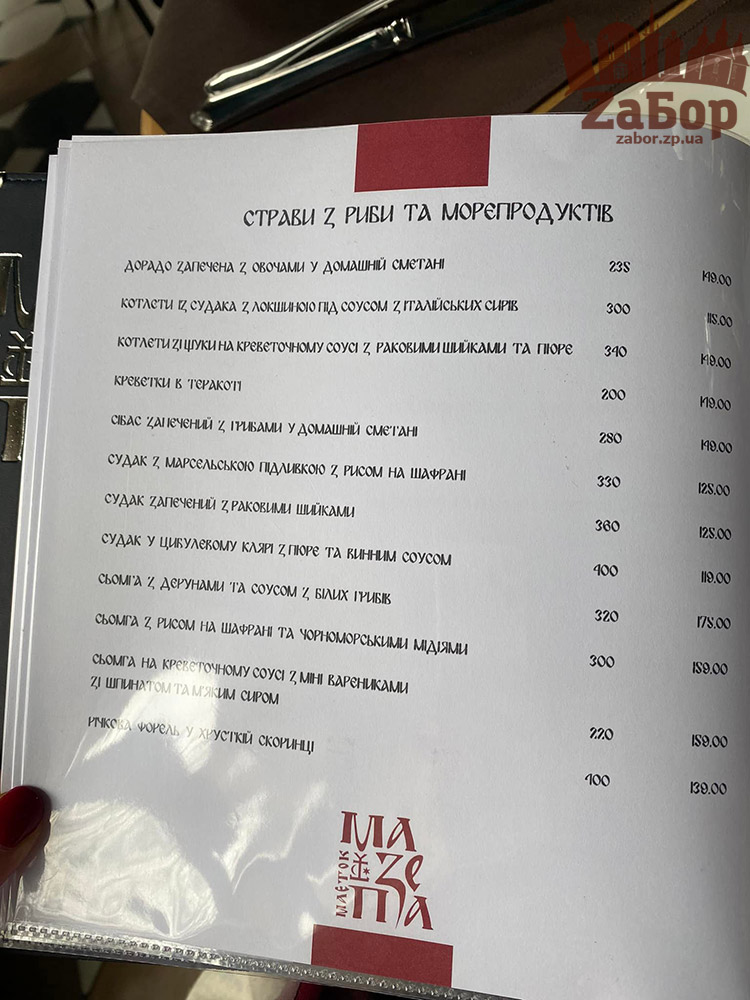 ZаБор
zabor.zp.ua
СТРАВИ З РИБИ ТА МОРЕПРОДУКТІВ
ДОРАДО ЗАПЕЧЕНА З ОВОЧАМИ У ДОМАШНІЙ СМЕТАНІ 235 149.00
КОТЛЕТИ ІЗ СУДАКА З ЛОКШИНОЮ ПІД СОУСОМ З ІТАЛІЙСЬКИХ СИРІВ 300 115.00
КОТЛЕТИ ЗІ ЩУКИ НА КРЕВЕТОЧНОМУ СОУСІ З РАКОВИМИ ШИЙКАМИ ТА ПЮРЕ 340 149.00
КРЕВЕТКИ В ТЕРАКОТІ 200 149.00
СІБАС ЗАПЕЧЕНИЙ З ГРИБАМИ У ДОМАШНІЙ СМЕТАНІ 280 149.00
СУДАК З МАРСЕЛЬСЬКОЮ ПІДЛИВКОЮ З РИСОМ НА ШАФРАНІ 330 125.00
СУДАК ЗАПЕЧЕНИЙ З РАКОВИМИ ШИЙКАМИ 360 125.00
СУДАК У ЦИБУЛЕВОМУ КЛЯРІ З ПЮРЕ ТА ВИННИМ СОУСОМ 400 119.00
СЬОМГА З ДЕРУНАМИ ТА СОУСОМ З БІЛИХ ГРИБІВ 320 175.00
СЬОМГА З РИСОМ НА ШАФРАНІ ТА ЧОРНОМОРСЬКИМИ МІДІЯМИ 300 159.00
СЬОМГА НА КРЕВЕТОЧНОМУ СОУСІ З МІНІ ВАРЕНИКАМИ
ЗІ ШПИНАТОМ ТА М'ЯКИМ СИРОМ 220 159.00
РІЧКОВА ФОРЕЛЬ У ХРУСТКІЙ СКОРИНЦІ 400 139.00
МАЄТОК
МА
ЗЕ
ПА